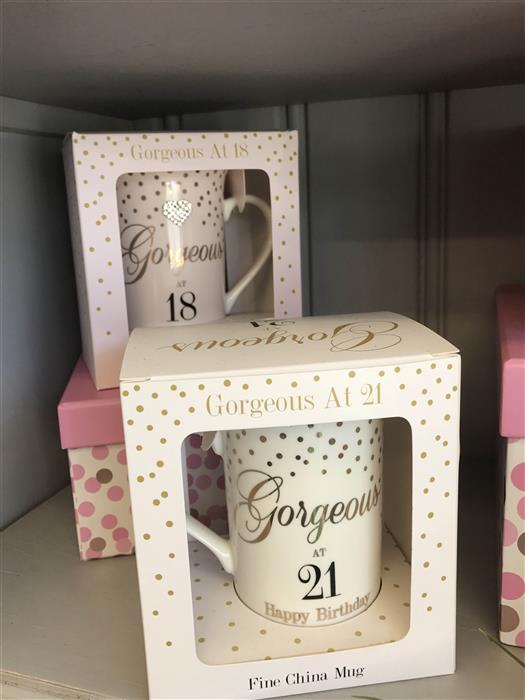 Gorgeous At 18
Gorgeous
AT
18
Gorgeous
21
Gorgeous At 21
Gorgeous
AT
21
Happy Birthday
Fine China Mug